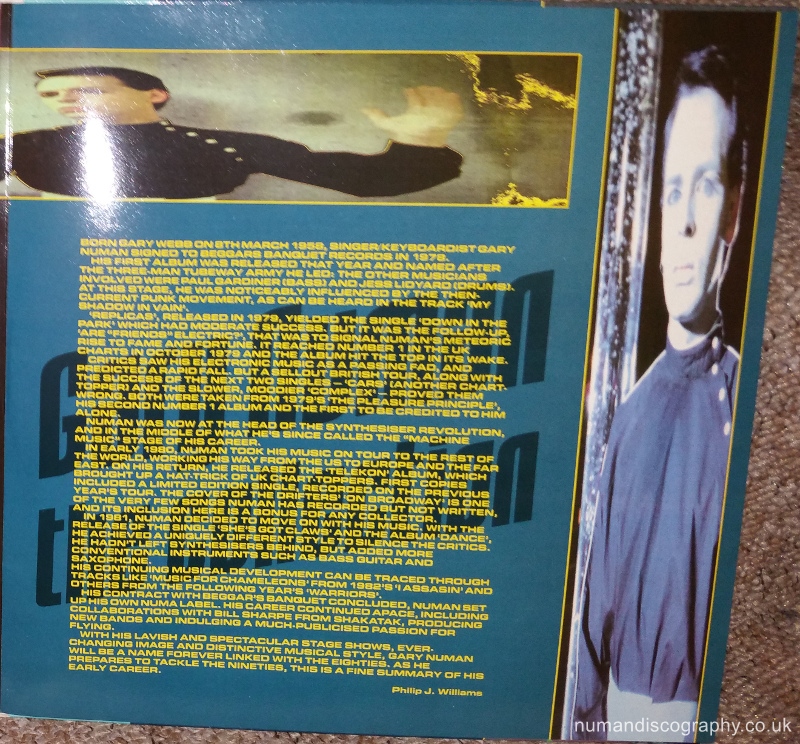 BORN GARY WEBB ON 8TH MARCH 1958, SINGER/KEYBOARDIST GARY
NUMAN SIGNED TO BEGGARS BANQUET RECORDS IN 1978.
HIS FIRST ALBUM WAS RELEASED THAT YEAR AND NAMED AFTER
THE THREE-MAN TUBEWAY ARMY HE LED: THE OTHER MUSICIANS
INVOLVED WERE PAUL GARDINER (BASS) AND JESS LIDYARD (DRUMS).
AT THIS STAGE, HE WAS NOTICEABLY INFLUENCED BY THE THEN-
CURRENT PUNK MOVEMENT, AS CAN BE HEARD IN THE TRACK 'MY
SHADOW IN VAIN'.
'REPLICAS', RELEASED IN 1979, YIELDED THE SINGLE 'DOWN IN THE
PARK' WHICH HAD MODERATE SUCCESS, BUT IT WAS THE FOLLOW-UP,
'ARE "FRIENDS" ELECTRIC?', THAT WAS TO SIGNAL NUMAN'S METEORIC
RISE TO FAME AND FORTUNE. IT REACHED NUMBER 1 IN THE UK
CHARTS IN OCTOBER 1979 AND THE ALBUM HIT THE TOP IN ITS WAKE.
CRITICS SAW HIS ELECTRONIC MUSIC AS A PASSING FAD, AND
PREDICTED A RAPID FALL. BUT A SELLOUT BRITISH TOUR, ALONG WITH
THE SUCCESS OF THE NEXT TWO SINGLES – 'CARS' (ANOTHER CHART
TOPPER) AND THE SLOWER, MOODIER 'COMPLEX' – PROVED THEM
WRONG. BOTH WERE TAKEN FROM 1979'S 'THE PLEASURE PRINCIPLE',
HIS SECOND NUMBER 1 ALBUM AND THE FIRST TO BE CREDITED TO HIM
ALONE.
NUMAN WAS NOW AT THE HEAD OF THE SYNTHESISER REVOLUTION,
AND IN THE MIDDLE OF WHAT HE'S SINCE CALLED THE "MACHINE
MUSIC" STAGE OF HIS CAREER.
IN EARLY 1980, NUMAN TOOK HIS MUSIC ON TOUR TO THE REST OF
THE WORLD, WORKING HIS WAY FROM THE US TO EUROPE AND THE FAR
EAST. ON HIS RETURN, HE RELEASED THE 'TELEKON' ALBUM, WHICH
BROUGHT UP A HAT-TRICK OF UK CHART-TOPPERS. FIRST COPIES
INCLUDED A LIMITED EDITION SINGLE, RECORDED ON THE PREVIOUS
YEAR'S TOUR. THE COVER OF THE DRIFTERS' 'ON BROADWAY' IS ONE
OF THE VERY FEW SONGS NUMAN HAS RECORDED BUT NOT WRITTEN,
AND ITS INCLUSION HERE IS A BONUS FOR ANY COLLECTOR.
IN 1981, NUMAN DECIDED TO MOVE ON WITH HIS MUSIC. WITH THE
RELEASE OF THE SINGLE 'SHE'S GOT CLAWS' AND THE ALBUM 'DANCE',
HE ACHIEVED A UNIQUELY DIFFERENT STYLE TO SILENCE THE CRITICS.
HE HADN'T LEFT SYNTHESISERS BEHIND, BUT ADDED MORE
CONVENTIONAL INSTRUMENTS SUCH AS BASS GUITAR AND
SAXOPHONE.
HIS CONTINUING MUSICAL DEVELOPMENT CAN BE TRACED THROUGH
TRACKS LIKE 'MUSIC FOR CHAMELEONS' FROM 1982'S 'I ASSASIN' AND
OTHERS FROM THE FOLLOWING YEAR'S 'WARRIORS'.
HIS CONTRACT WITH BEGGAR'S BANQUET CONCLUDED, NUMAN SET
UP HIS OWN NUMA LABEL. HIS CAREER CONTINUED APACE, INCLUDING
COLLABORATIONS WITH BILL SHARPE FROM SHAKATAK, PRODUCING
NEW BANDS AND INDULGING A MUCH-PUBLICISED PASSION FOR
FLYING.
WITH HIS LAVISH AND SPECTACULAR STAGE SHOWS, EVER-
CHANGING IMAGE AND DISTINCTIVE MUSICAL STYLE, GARY NUMAN
WILL BE A NAME FOREVER LINKED WITH THE EIGHTIES. AS HE
PREPARES TO TACKLE THE NINETIES, THIS IS A FINE SUMMARY OF HIS
EARLY CAREER.
Philip J. Williams
numandiscography.co.uk